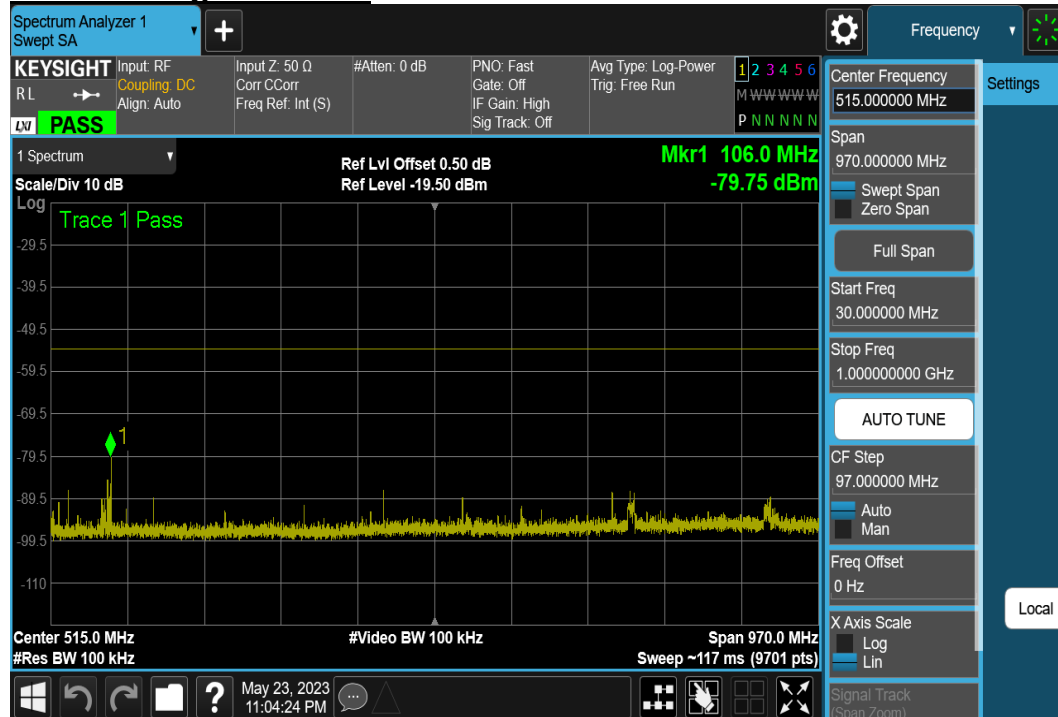 Spectrum Analyzer 1
Swept SA
+
Frequency
KEYSIGHT
R L
LXI PASS
Input: RF
Coupling: DC
Align: Auto
Input Z: 50 Ω
Corr CCorr
Freq Ref: Int (S)
#Atten: 0 dB
PNO: Fast
Gate: Off
IF Gain: High
Sig Track: Off
Avg Type: Log-Power
Trig: Free Run
1 2 3 4 5 6
M W W W W W
P N N N N N
1 Spectrum
Scale/Div 10 dB
Ref Lvl Offset 0.50 dB
Ref Level -19.50 dBm
Mkr1 106.0 MHz
-79.75 dBm
Log
Trace 1 Pass
-29.5
-39.5
-49.5
-59.5
-69.5
1
-79.5
-89.5
-99.5
-110
Center 515.0 MHz
#Res BW 100 kHz
#Video BW 100 kHz
Span 970.0 MHz
Sweep ~117 ms (9701 pts)
Center Frequency
515.000000 MHz
Settings
Span
970.000000 MHz
Swept Span
Zero Span
Full Span
Start Freq
30.000000 MHz
Stop Freq
1.000000000 GHz
AUTO TUNE
CF Step
97.000000 MHz
Auto
Man
Freq Offset
0 Hz
Local
X Axis Scale
Log
Lin
Signal Track
(Span Zoom)
?
May 23, 2023
11:04:24 PM